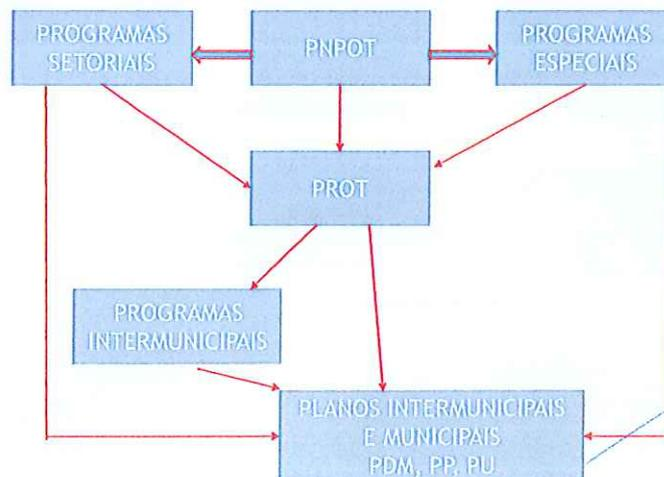 PROGRAMAS
SETORIAIS
PNPOT
PROGRAMAS
ESPECIAIS
PROT
PROGRAMAS
INTERMUNICIPAIS
PLANOS INTERMUNICIPAIS
E MUNICIPAIS
PDM, PP, PU